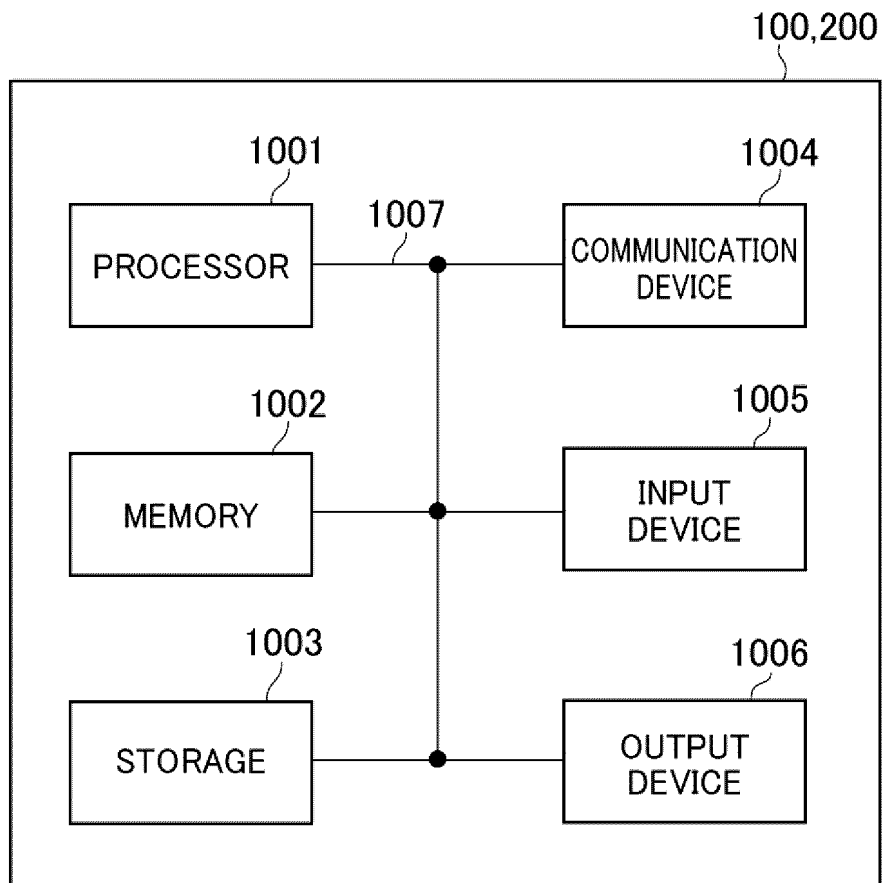 100,200
1001
1004
1007
PROCESSOR
COMMUNICATION
DEVICE
1002
1005
MEMORY
INPUT
DEVICE
1003
1006
STORAGE
OUTPUT
DEVICE